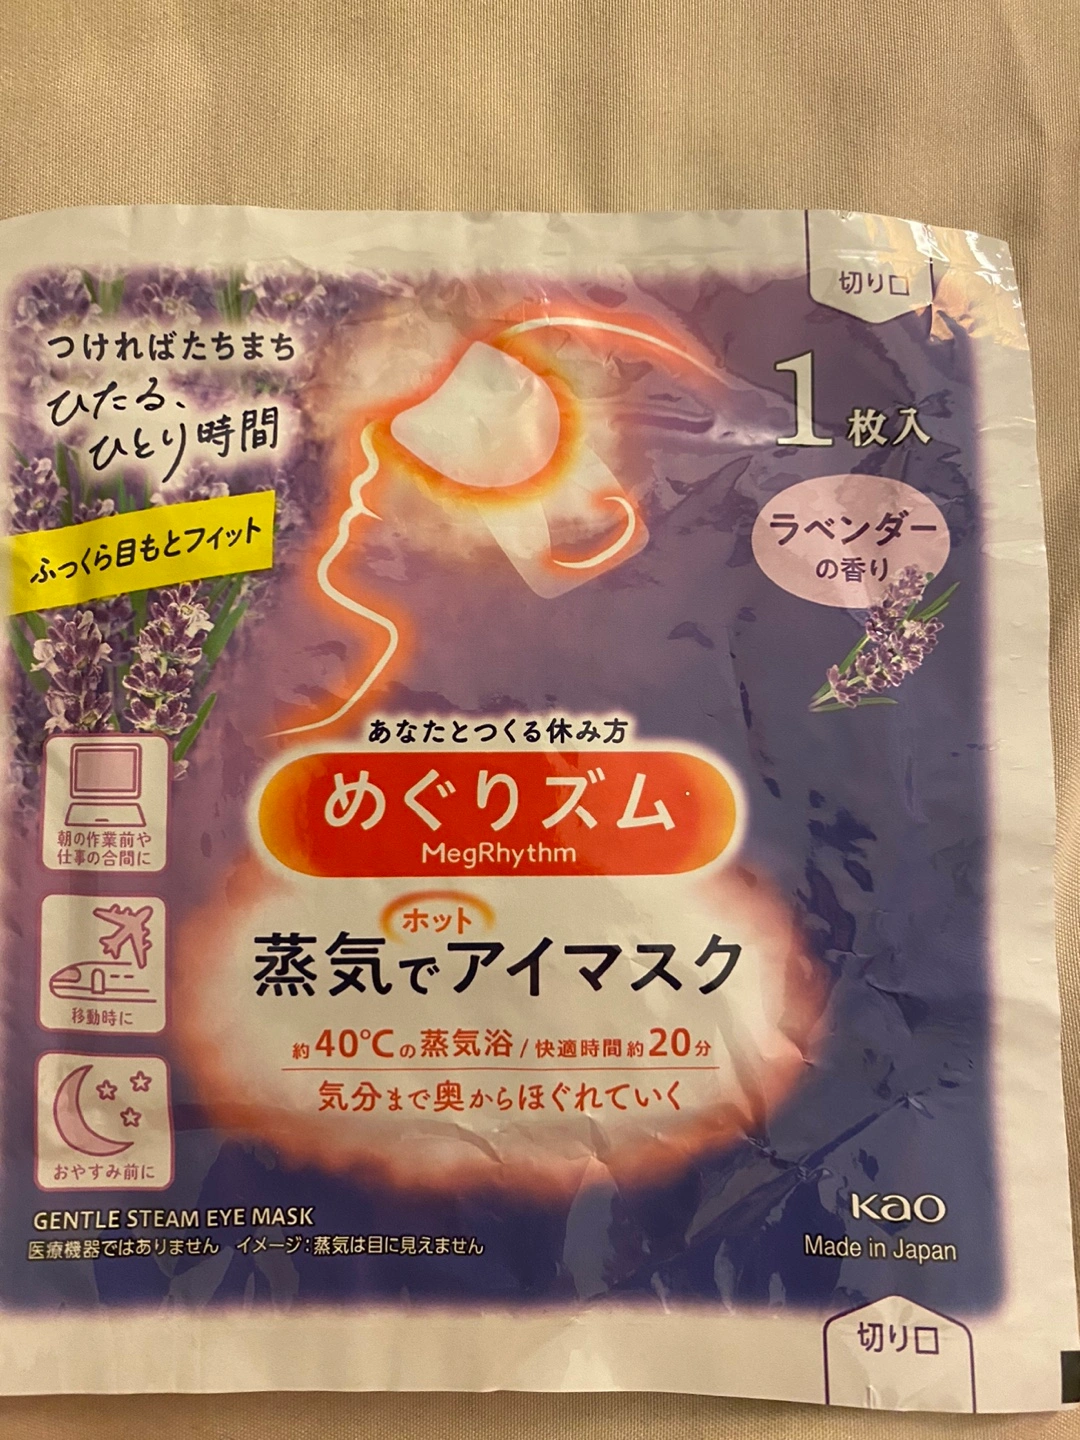 切り口
つければたちまち
ひたる、
ひとり時間
1枚入
ふっくら目もとフィット
ラベンダー
の香り
あなたとつくる休み方
めぐりズム
MegRhythm
朝の作業前や
仕事の合間に
ホット
蒸気でアイマスク
移動時に
約40℃の蒸気浴/快適時間約20分
気分まで奥からほぐれていく
おやすみ前に
GENTLE STEAM EYE MASK
医療機器ではありません イメージ:蒸気は目に見えません
Kao
Made in Japan
切り口